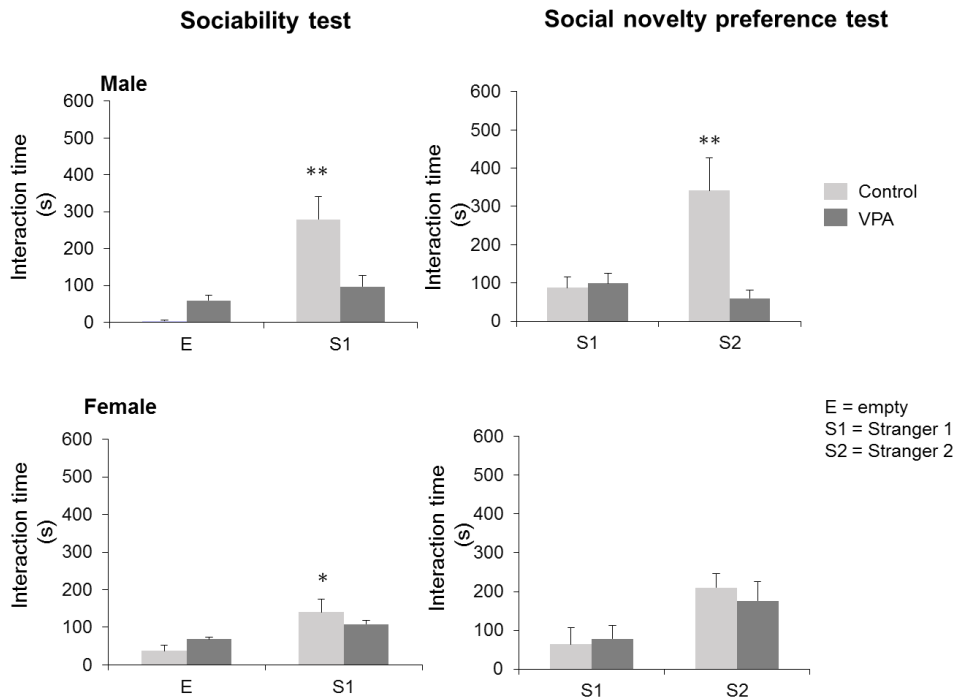 Sociability test
Social novelty preference test
Male
Interaction time
(s)
600
500
400
300
200
100
0
**
E
S1
Interaction time
(s)
600
500
400
300
200
100
0
**
S1
S2
Control
VPA
Female
Interaction time
(s)
600
500
400
300
200
100
0
*
E
S1
Interaction time
(s)
600
500
400
300
200
100
0
S1
S2
E = empty
S1 = Stranger 1
S2 = Stranger 2